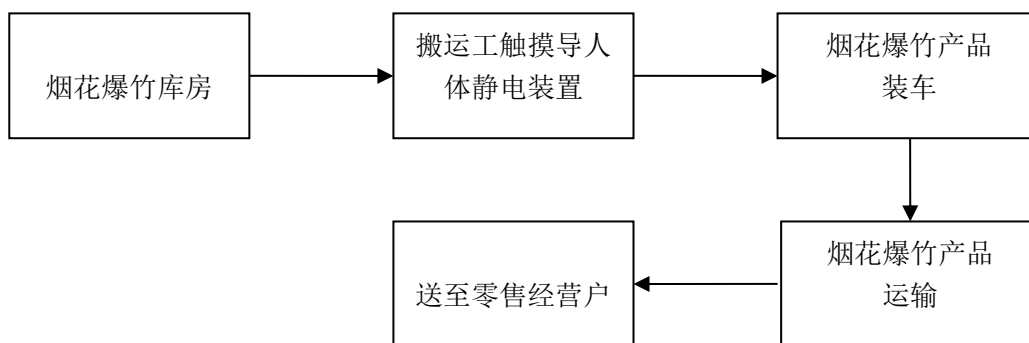 烟花爆竹库房
搬运工触摸导人
体静电装置
烟花爆竹产品
装车
烟花爆竹产品
运输
送至零售经营户